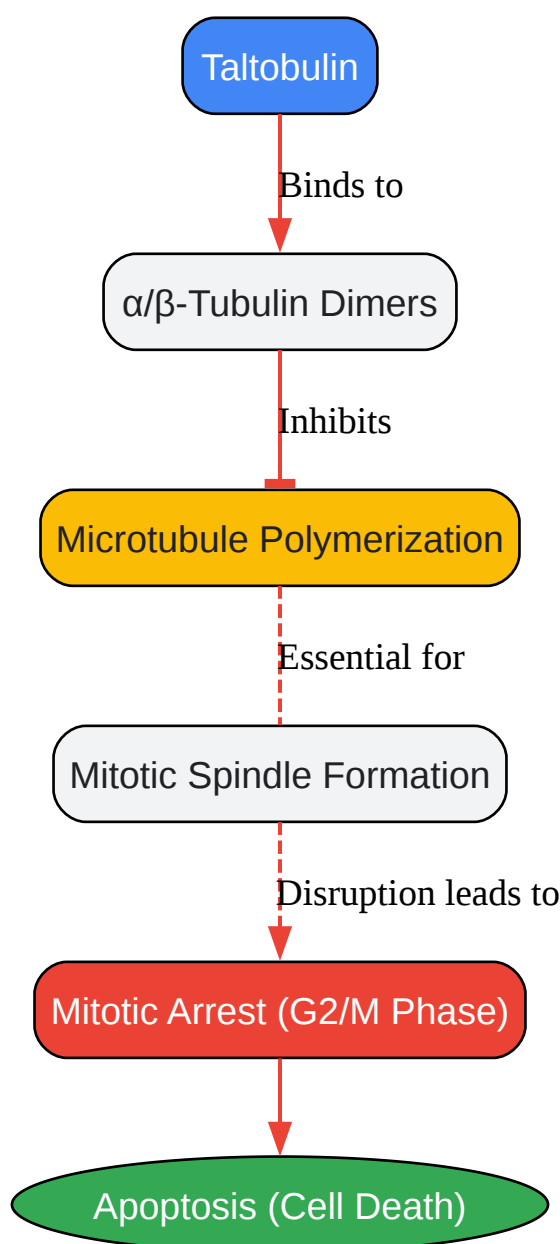 Taltobulin
Binds to
α/β-Tubulin Dimers
Inhibits
Microtubule Polymerization
Essential for
Mitotic Spindle Formation
Disruption leads to
Mitotic Arrest (G2/M Phase)
Apoptosis (Cell Death)